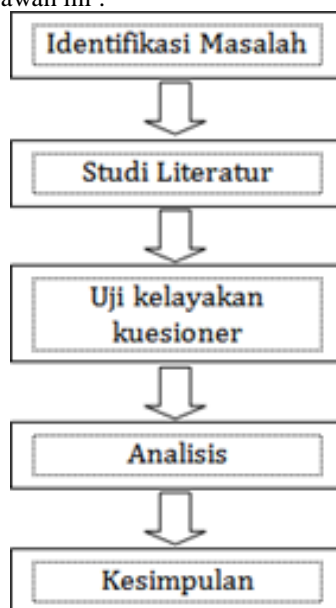 Identifikasi Masalah
Studi Literatur
Uji kelayakan
kuesioner
Analisis
Kesimpulan